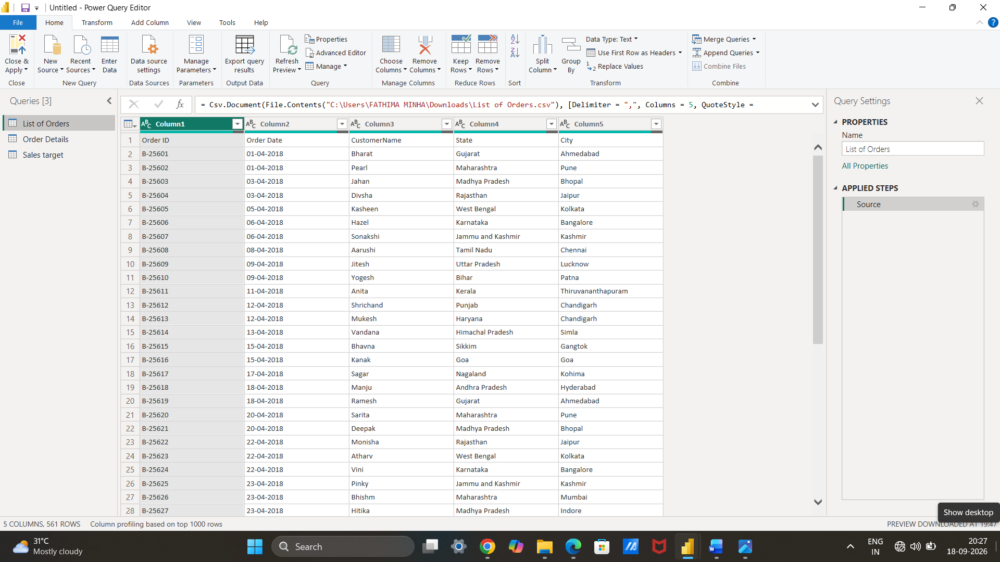 Untitled - Power Query Editor
File Home Transform Add Column View Tools Help
Close & Apply
Close
New Source
Recent Sources
Enter Data
New Query
Data source settings
Data Sources
Manage Parameters
Parameters
Export query results
Output Data
Refresh Preview
Properties
Advanced Editor
Manage
Query
Choose Columns
Remove Columns
Manage Columns
Keep Rows
Remove Rows
Reduce Rows
Sort
Split Column
Group By
Data Type: Text
Use First Row as Headers
Replace Values
Transform
Merge Queries
Append Queries
Combine Files
Combine
Queries [3]
List of Orders
Order Details
Sales target
= Csv.Document(File.Contents("C:\Users\FATHIMA MINHA\Downloads\List of Orders.csv"), [Delimiter = ",", Columns = 5, QuoteStyle =
Column1 Column2 Column3 Column4 Column5
1 Order ID Order Date CustomerName State City
2 B-25601 01-04-2018 Bharat Gujarat Ahmedabad
3 B-25602 01-04-2018 Pearl Maharashtra Pune
4 B-25603 03-04-2018 Jahan Madhya Pradesh Bhopal
5 B-25604 03-04-2018 Divsha Rajasthan Jaipur
6 B-25605 05-04-2018 Kasheen West Bengal Kolkata
7 B-25606 06-04-2018 Hazel Karnataka Bangalore
8 B-25607 06-04-2018 Sonakshi Jammu and Kashmir Kashmir
9 B-25608 08-04-2018 Aarushi Tamil Nadu Chennai
10 B-25609 09-04-2018 Jitesh Uttar Pradesh Lucknow
11 B-25610 09-04-2018 Yogesh Bihar Patna
12 B-25611 11-04-2018 Anita Kerala Thiruvananthapuram
13 B-25612 12-04-2018 Shrichand Punjab Chandigarh
14 B-25613 12-04-2018 Mukesh Haryana Chandigarh
15 B-25614 13-04-2018 Vandana Himachal Pradesh Simla
16 B-25615 15-04-2018 Bhavna Sikkim Gangtok
17 B-25616 15-04-2018 Kanak Goa Goa
18 B-25617 17-04-2018 Sagar Nagaland Kohima
19 B-25618 18-04-2018 Manju Andhra Pradesh Hyderabad
20 B-25619 18-04-2018 Ramesh Gujarat Ahmedabad
21 B-25620 20-04-2018 Sarita Maharashtra Pune
22 B-25621 20-04-2018 Deepak Madhya Pradesh Bhopal
23 B-25622 22-04-2018 Monisha Rajasthan Jaipur
24 B-25623 22-04-2018 Atharv West Bengal Kolkata
25 B-25624 22-04-2018 Vini Karnataka Bangalore
26 B-25625 23-04-2018 Pinky Jammu and Kashmir Kashmir
27 B-25626 23-04-2018 Bhishm Maharashtra Mumbai
28 B-25627 23-04-2018 Hitika Madhya Pradesh Indore
Query Settings
PROPERTIES
Name
List of Orders
All Properties
APPLIED STEPS
Source
Show desktop
5 COLUMNS, 561 ROWS Column profiling based on top 1000 rows
PREVIEW DOWNLOADED AT 19:47
31°C
Mostly cloudy
Search
ENG
IN
20:27
18-09-2026